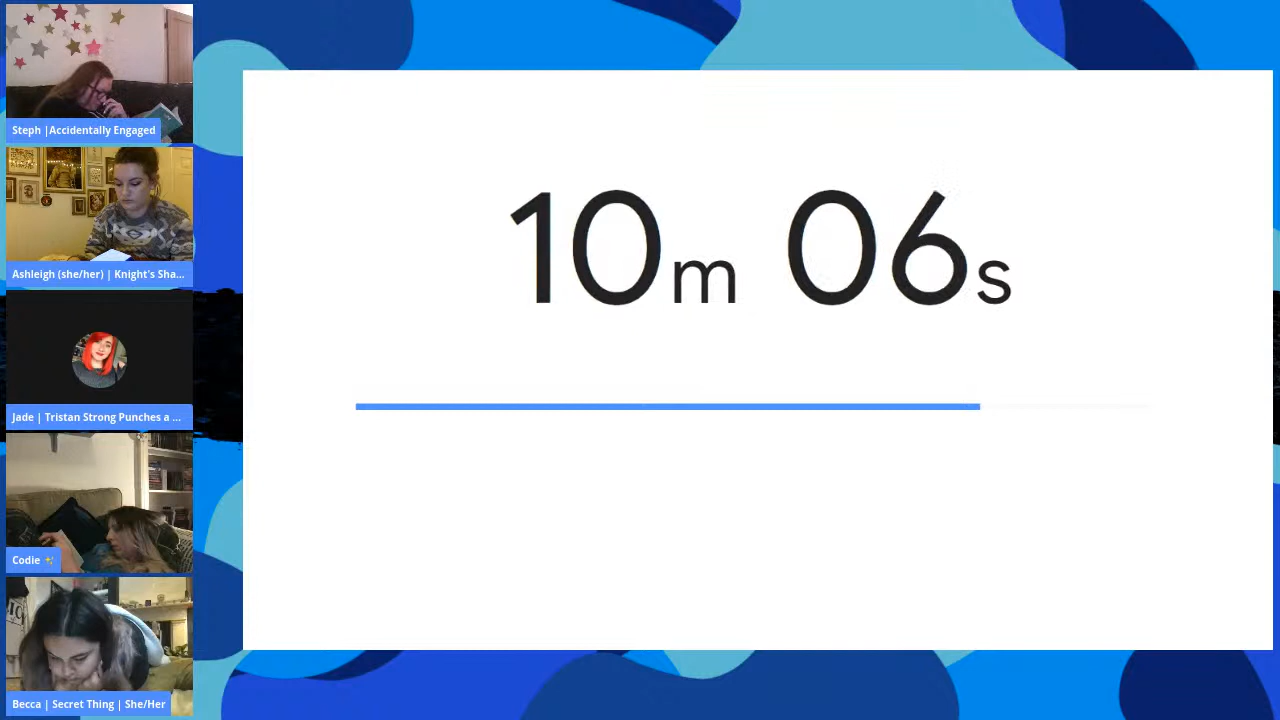 Steph |Accidentally Engaged
10m 06s
Ashleigh (she/her) | Knight's Sha...
Jade | Tristan Strong Punches a ...
Codie ✨
Becca | Secret Thing | She/Her